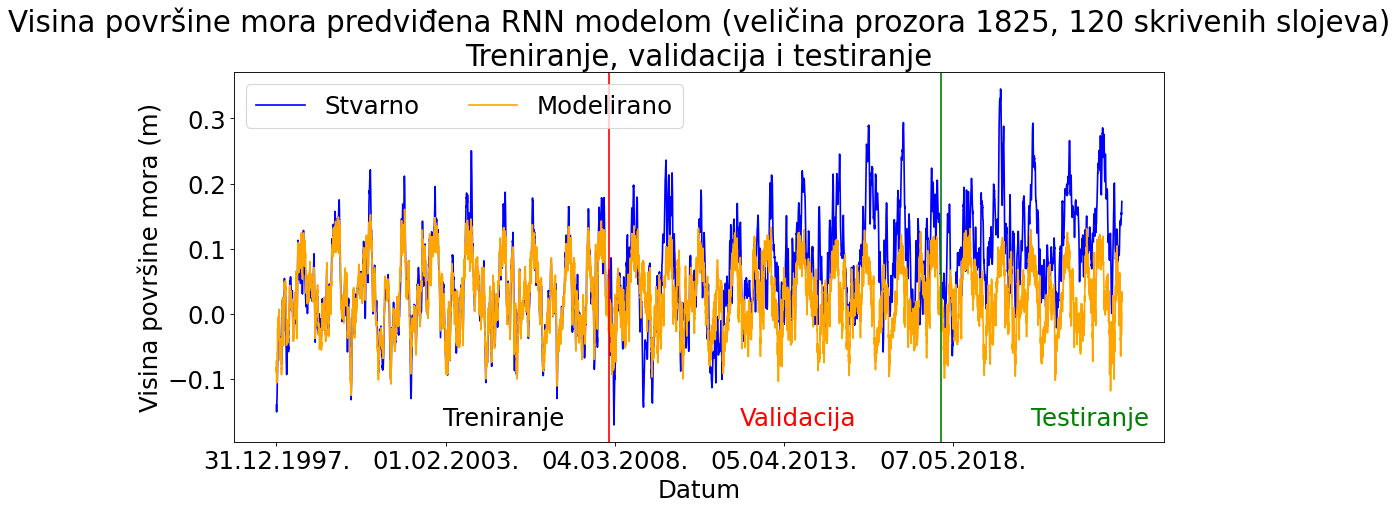 Visina površine mora predviđena RNN modelom (veličina prozora 1825, 120 skrivenih slojeva)
Treniranje, validacija i testiranje
Stvarno
Modelirano
Visina površine mora (m)
0.3
0.2
0.1
0.0
−0.1
Treniranje
Validacija
Testiranje
31.12.1997.
01.02.2003.
04.03.2008.
05.04.2013.
07.05.2018.
Datum